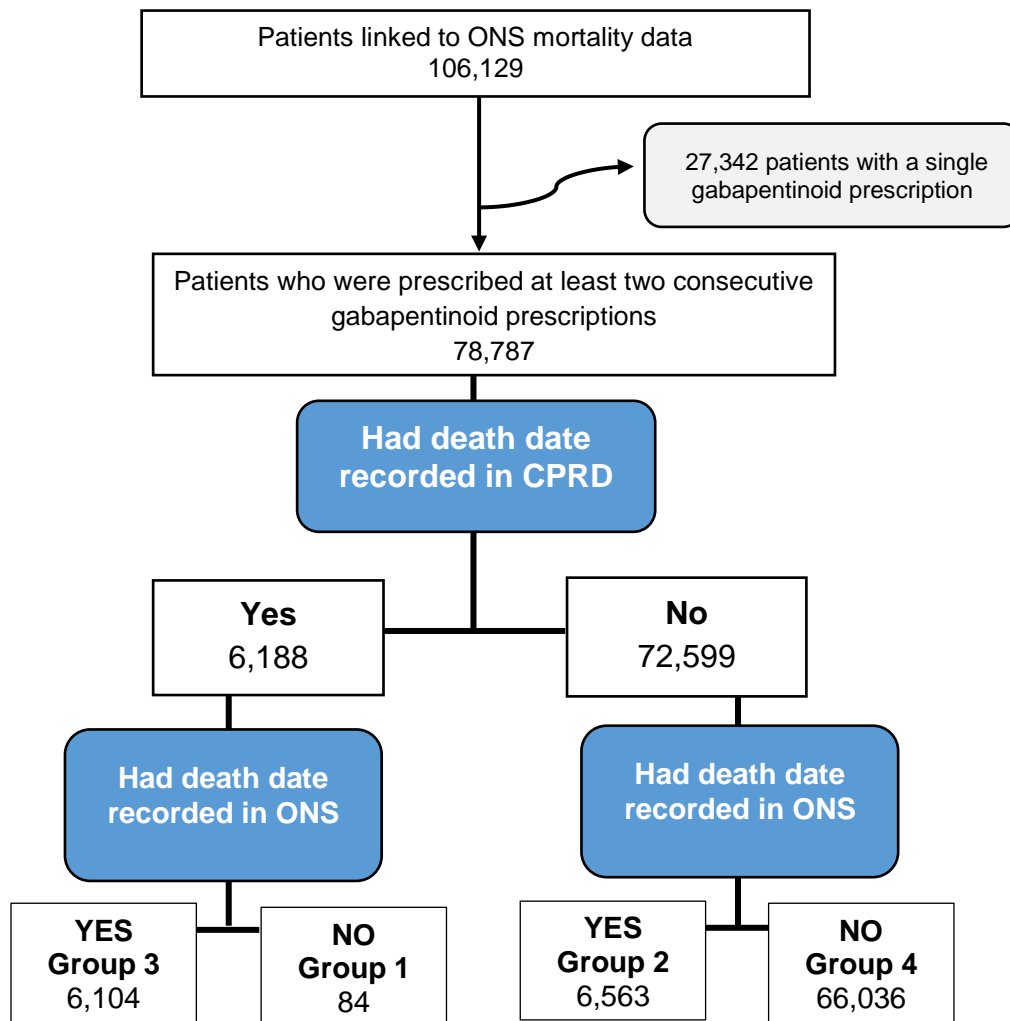 Patients linked to ONS mortality data
106,129
27,342 patients with a single
gabapentinoid prescription
Patients who were prescribed at least two consecutive
gabapentinoid prescriptions
78,787
Had death date
recorded in CPRD
Yes
6,188
No
72,599
Had death date
recorded in ONS
Had death date
recorded in ONS
YES
Group 3
6,104
NO
Group 1
84
YES
Group 2
6,563
NO
Group 4
66,036